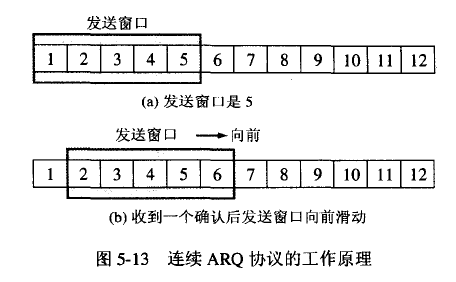 发送窗口
1 2 3 4 5 6 7 8 9 10 11 12
(a) 发送窗口是 5
发送窗口 → 向前
1 2 3 4 5 6 7 8 9 10 11 12
(b) 收到一个确认后发送窗口向前滑动
图 5-13 连续 ARQ 协议的工作原理